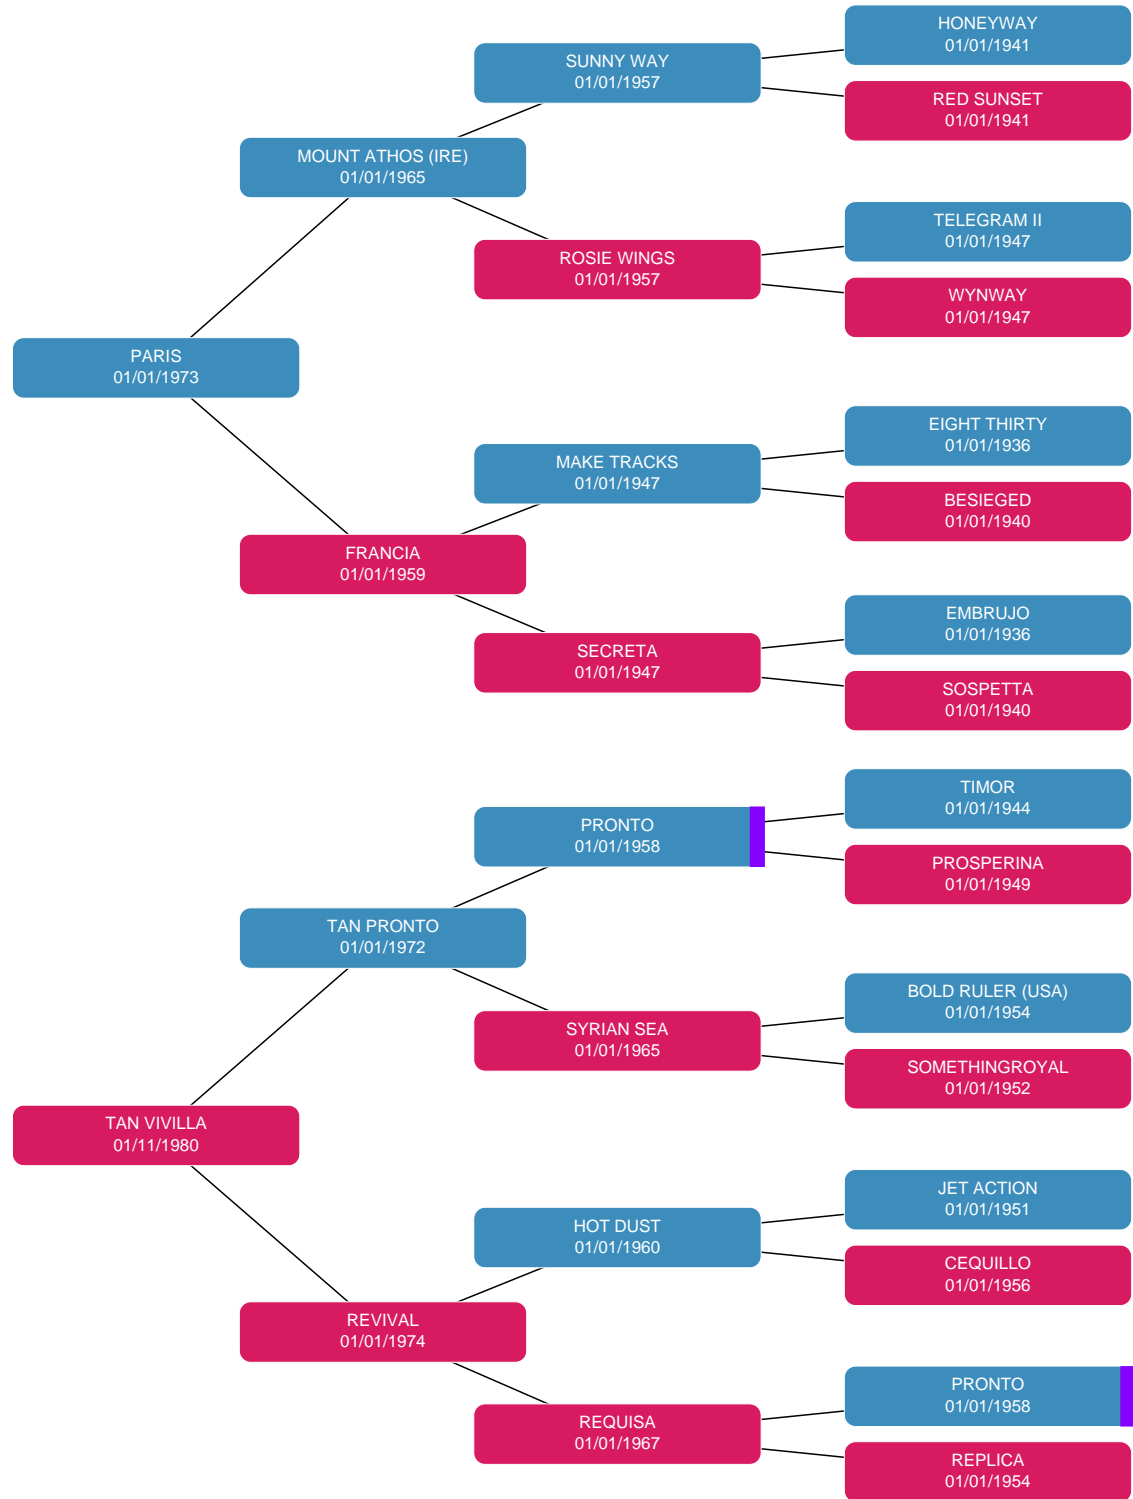 HONEYWAY
01/01/1941
SUNNY WAY
01/01/1957
RED SUNSET
01/01/1941
MOUNT ATHOS (IRE)
01/01/1965
TELEGRAM II
01/01/1947
ROSIE WINGS
01/01/1957
WYNWAY
01/01/1947
PARIS
01/01/1973
EIGHT THIRTY
01/01/1936
MAKE TRACKS
01/01/1947
BESIEGED
01/01/1940
FRANCIA
01/01/1959
EMBRUJO
01/01/1936
SECRETA
01/01/1947
SOSPETTA
01/01/1940
TIMOR
01/01/1944
PRONTO
01/01/1958
PROSPERINA
01/01/1949
TAN PRONTO
01/01/1972
BOLD RULER (USA)
01/01/1954
SYRIAN SEA
01/01/1965
SOMETHINGROYAL
01/01/1952
TAN VIVILLA
01/11/1980
JET ACTION
01/01/1951
HOT DUST
01/01/1960
CEQUILLO
01/01/1956
REVIVAL
01/01/1974
PRONTO
01/01/1958
REQUISA
01/01/1967
REPLICA
01/01/1954